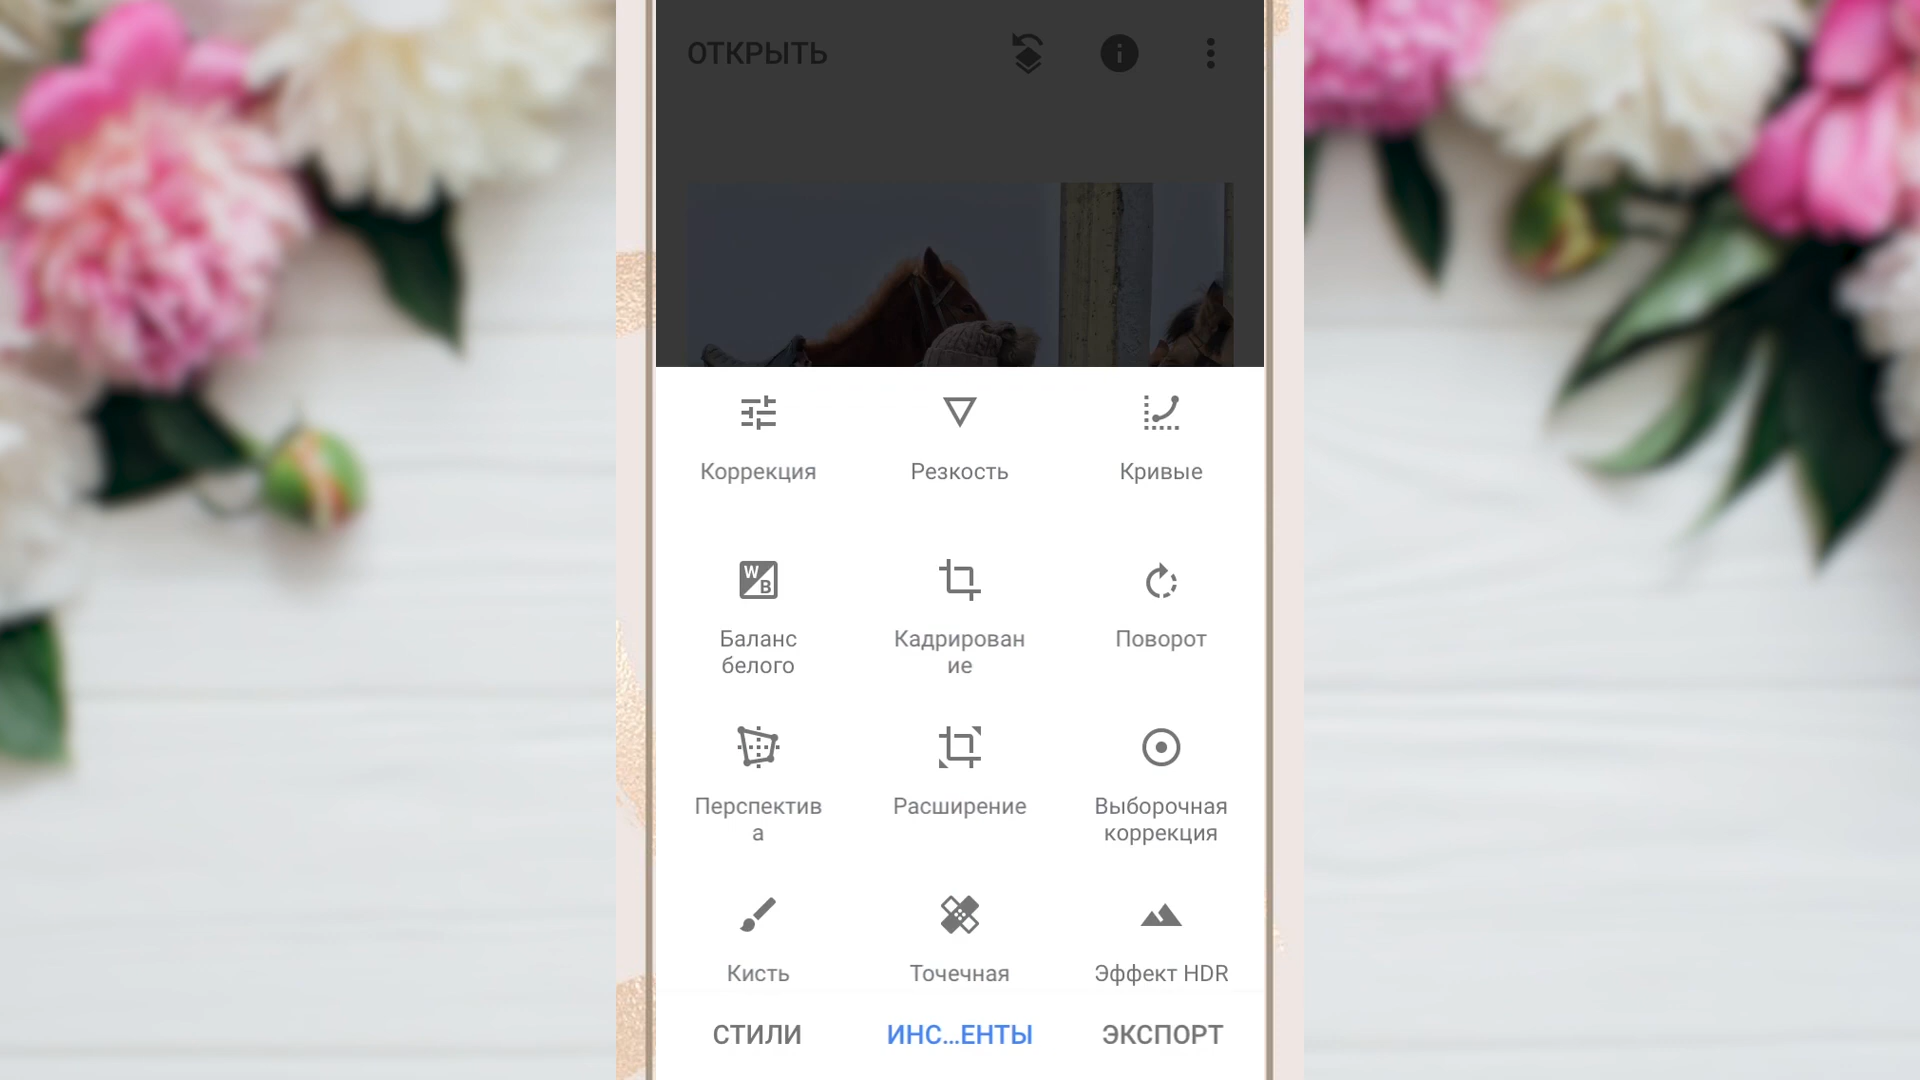 ОТКРЫТЬ
Коррекция
Резкость
Кривые
Баланс
белого
Кадрирован
ие
Поворот
Перспектив
а
Расширение
Выборочная
коррекция
Кисть
Точечная
Эффект HDR
СТИЛИ
ИНС...ЕНТЫ
ЭКСПОРТ